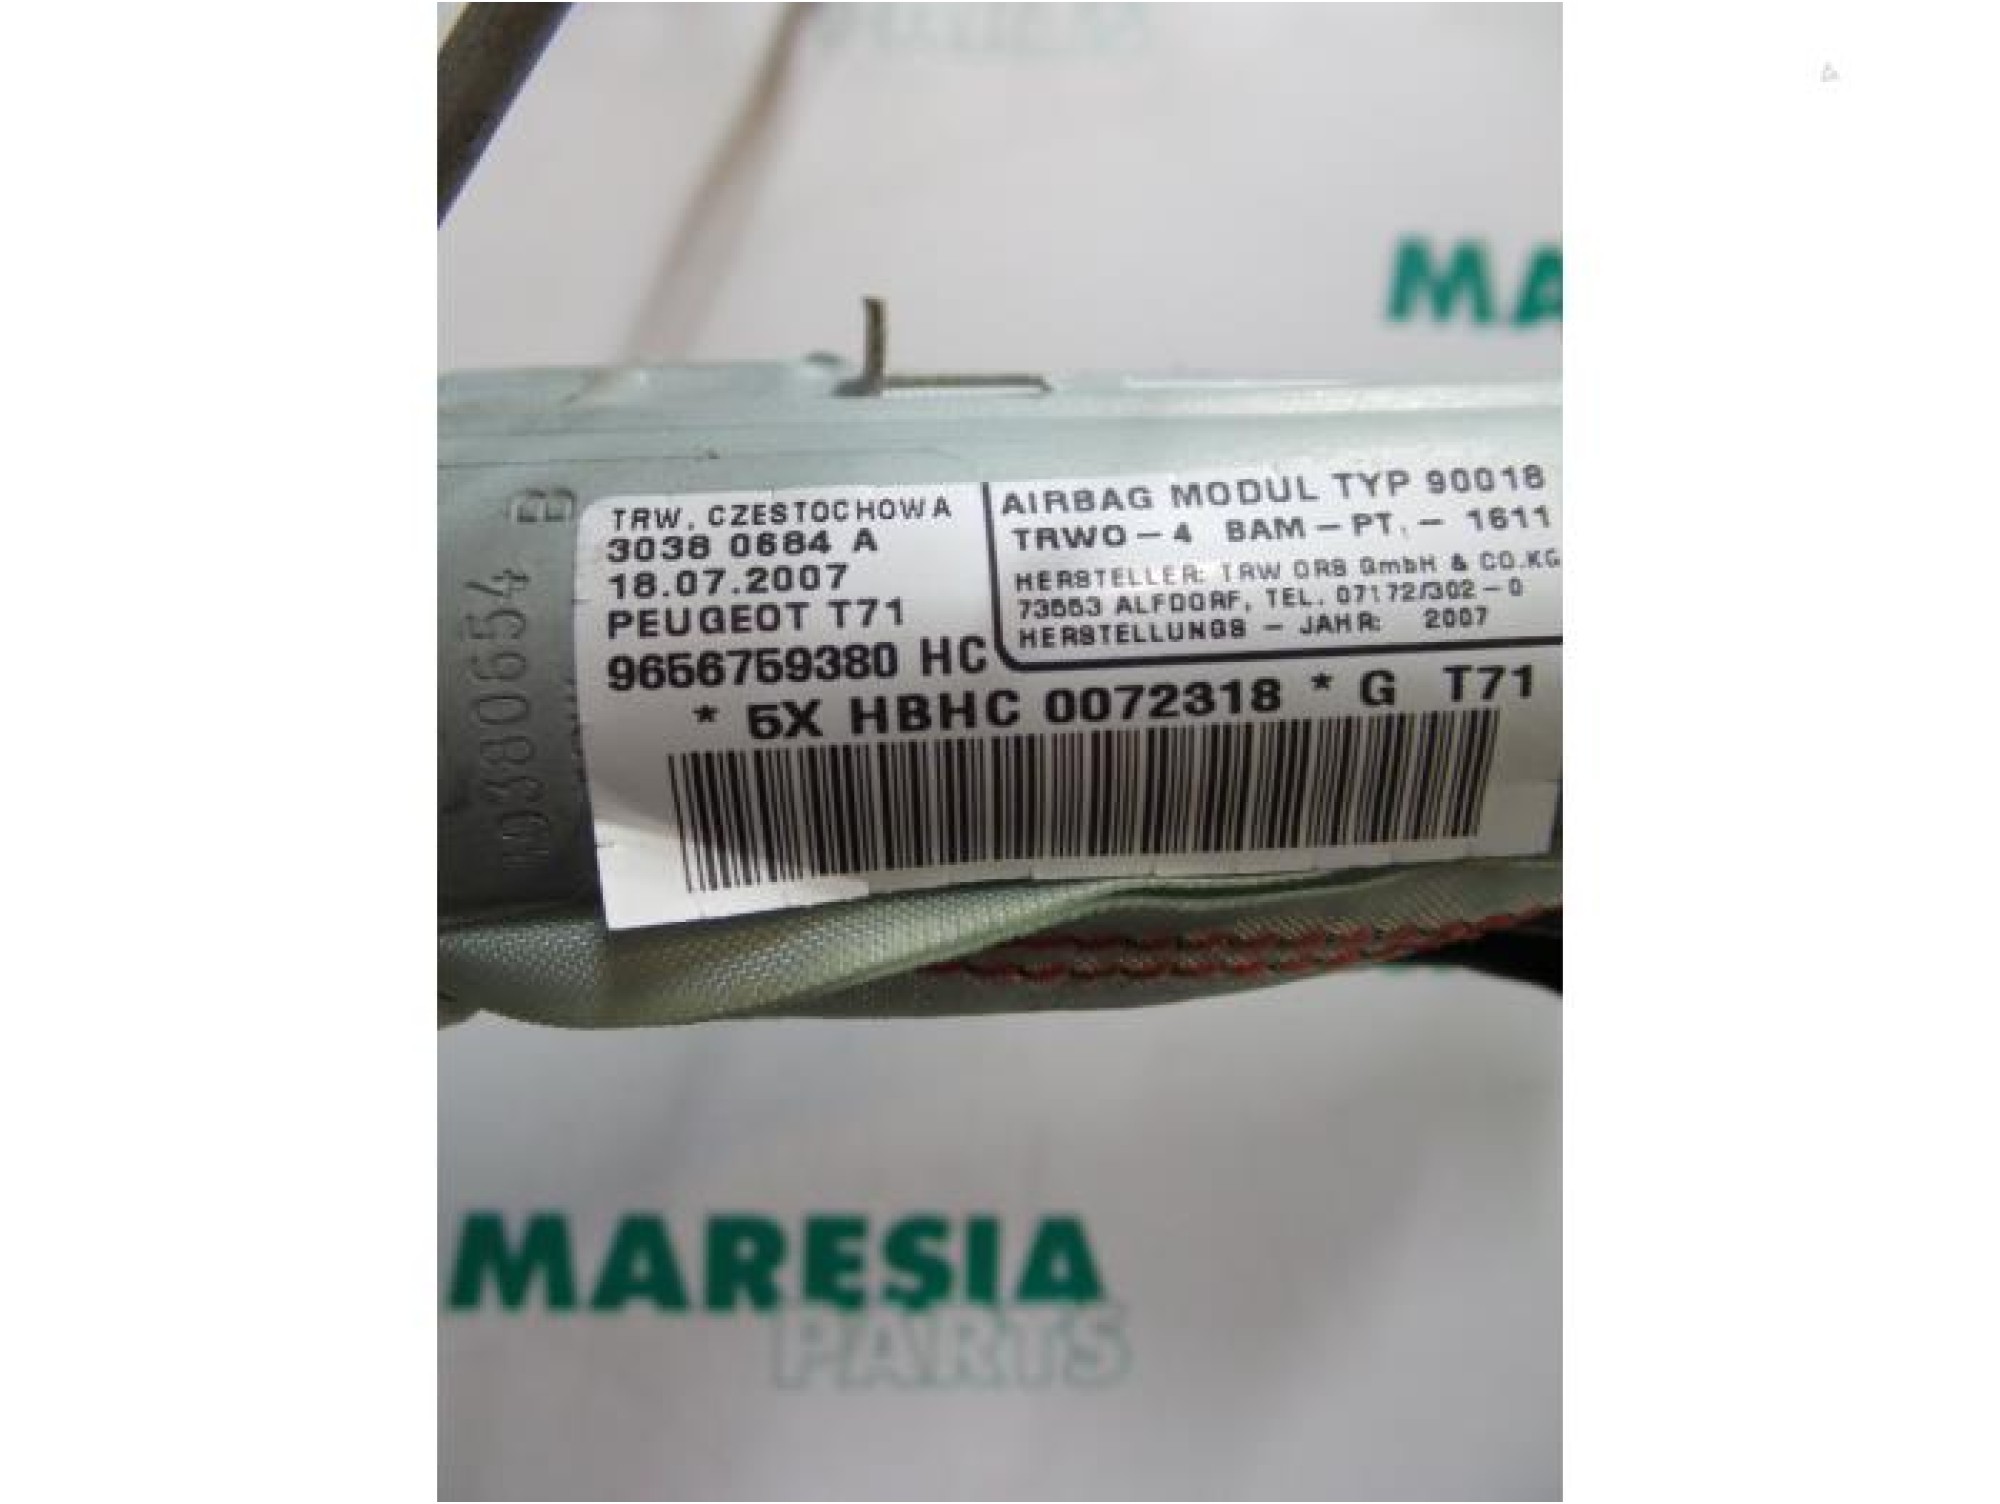 MA
30380654 B
TRW. CZESTOCHOWA
3038 0684 A
18.07.2007
PEUGEOT T71
9656759380 HC
AIRBAG MODUL TYP 90018
TRWO-4 BAM-PT.-1611
HERSTELLER: TRW ORS GmbH & CO.KG
73553 ALFDORF, TEL. 07172/302-0
HERSTELLUNGS-JAHR: 2007
* 5X HBHC 0072318 * G T71
MARESIA
PARTS